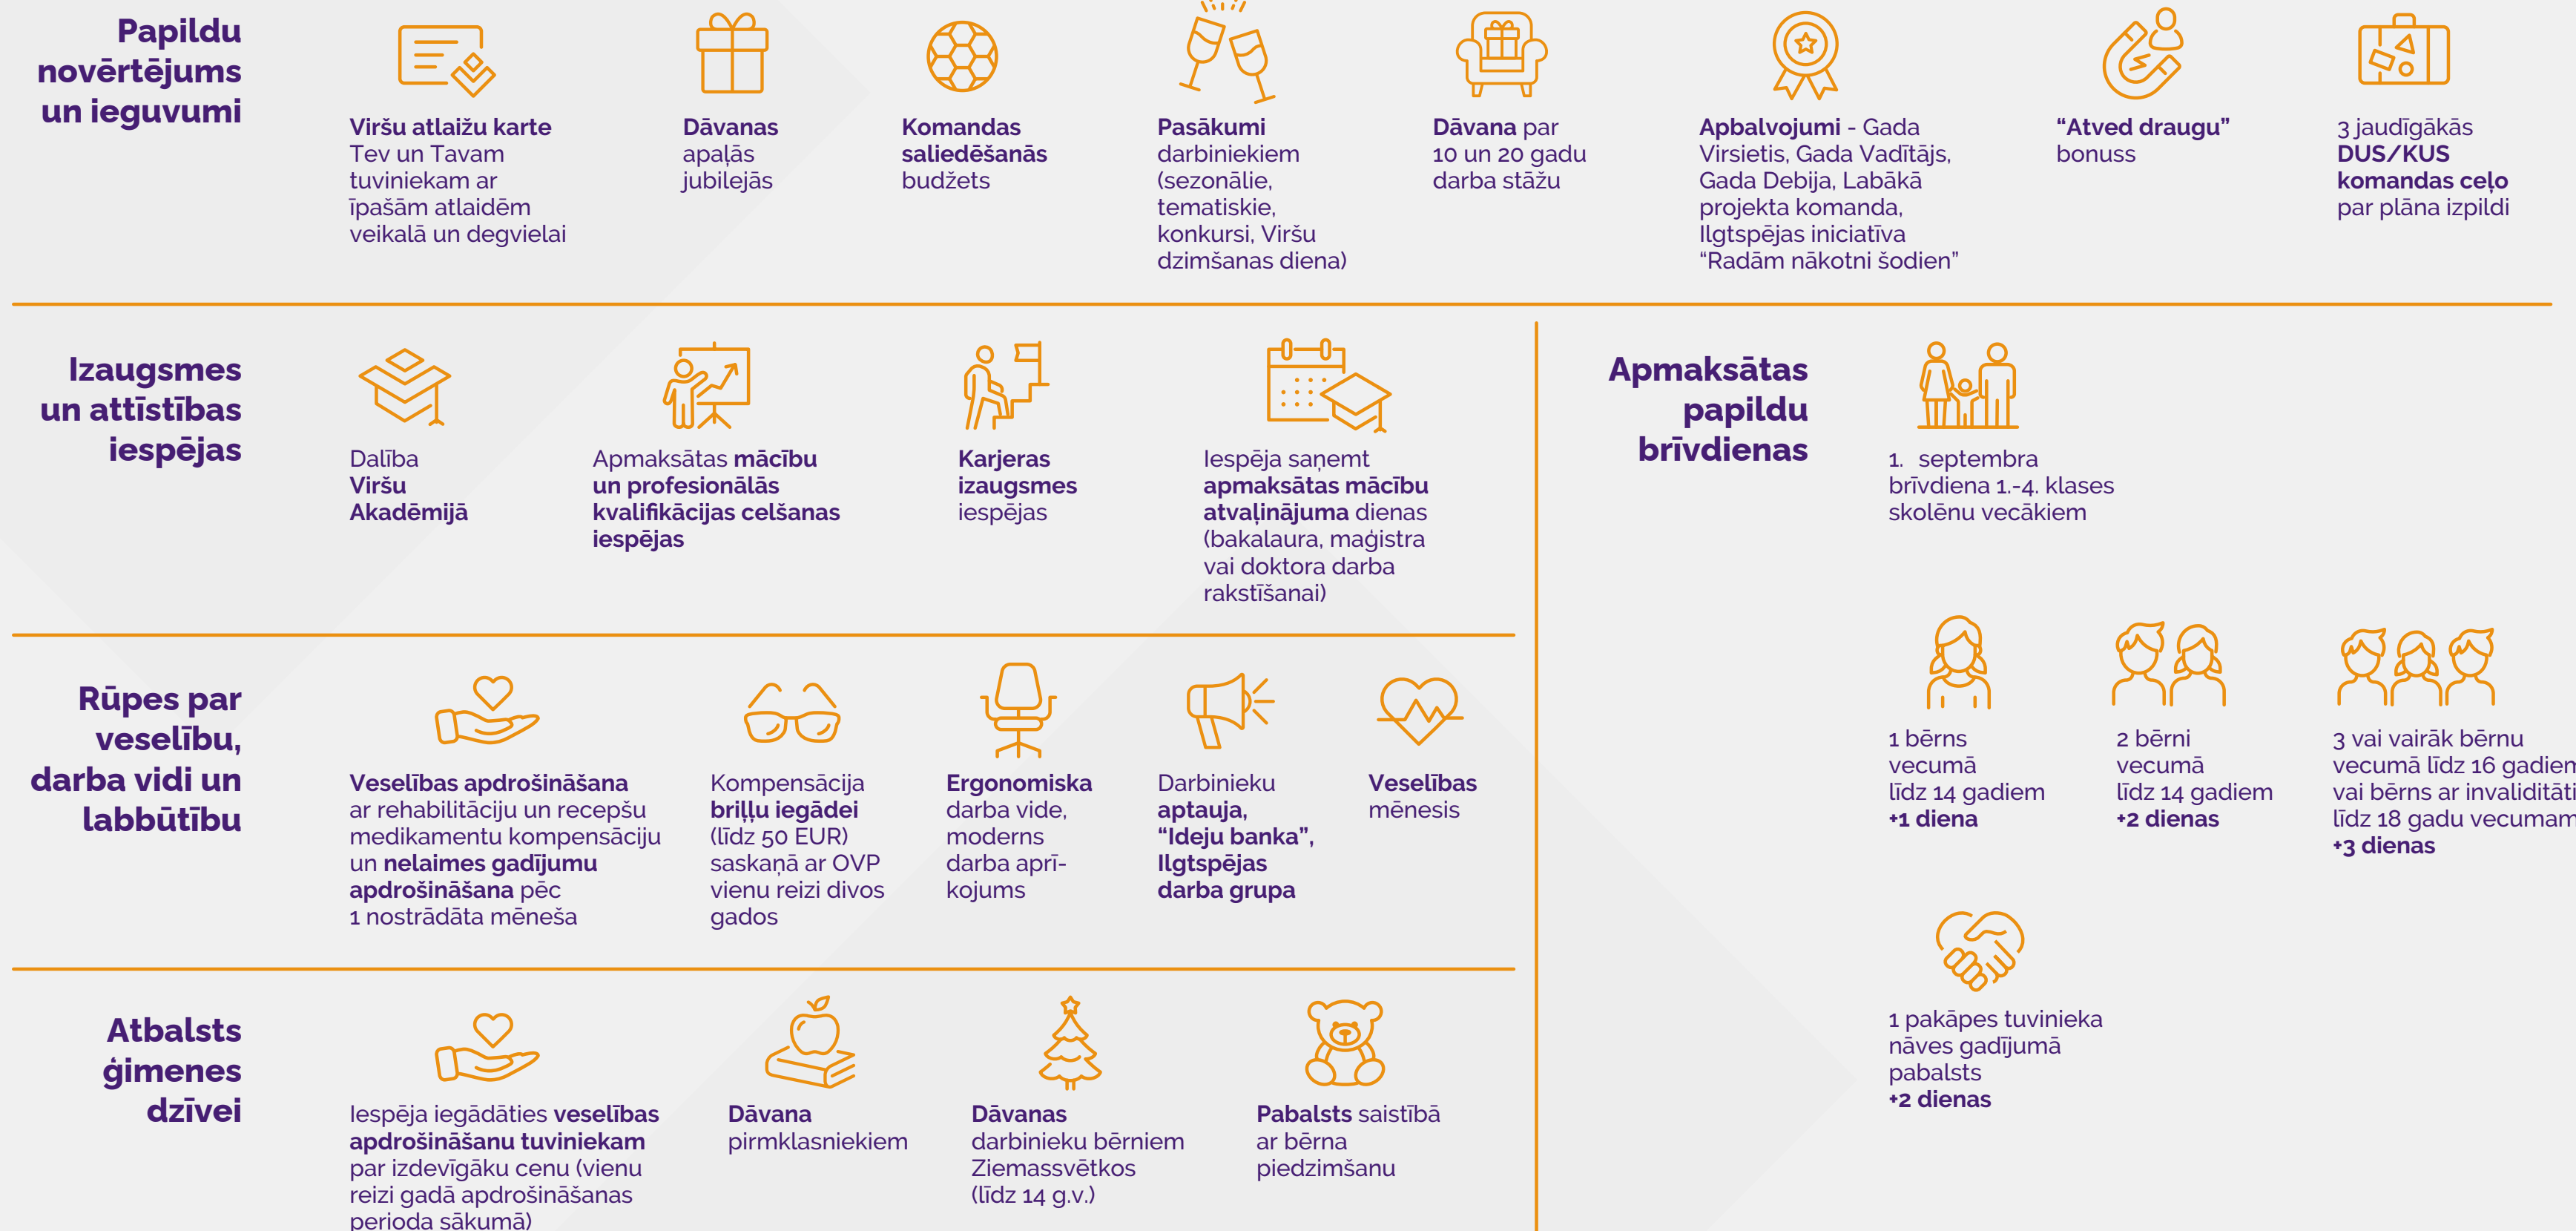 Papildu
novērtējums
un ieguvumi
Viršu atlaižu karte
Tev un Tavam
tuviniekam ar
īpašām atlaidēm
veikalā un degvielai
Dāvanas
apaļās
jubilejās
Komandas
saliedēšanās
budžets
Pasākumi
darbiniekiem
(sezonālie,
tematiskie,
konkursi, Viršu
dzimšanas diena)
Dāvana par
10 un 20 gadu
darba stāžu
Apbalvojumi - Gada
Virsietis, Gada Vadītājs,
Gada Debija, Labākā
projekta komanda,
Ilgtspējas iniciatīva
“Radām nākotni šodien”
“Atved draugu”
bonuss
3 jaudīgākās
DUS/KUS
komandas ceļo
par plāna izpildi
Izaugsmes
un attīstības
iespējas
Dalība
Viršu
Akadēmijā
Apmaksātas mācību
un profesionālās
kvalifikācijas celšanas
iespējas
Karjeras
izaugsmes
iespējas
Iespēja saņemt
apmaksātas mācību
atvaļinājuma dienas
(bakalaura, maģistra
vai doktora darba
rakstīšanai)
Apmaksātas
papildu
brīvdienas
1. septembra
brīvdiena 1.-4. klases
skolēnu vecākiem
1 bērns
vecumā
līdz 14 gadiem
+1 diena
2 bērni
vecumā
līdz 14 gadiem
+2 dienas
3 vai vairāk bērnu
vecumā līdz 16 gadiem
vai bērns ar invaliditāti
līdz 18 gadu vecumam
+3 dienas
1 pakāpes tuvinieka
nāves gadījumā
pabalsts
+2 dienas
Rūpes par
veselību,
darba vidi un
labbūtību
Veselības apdrošināšana
ar rehabilitāciju un recepšu
medikamentu kompensāciju
un nelaimes gadījumu
apdrošināšana pēc
1 nostrādāta mēneša
Kompensācija
briļļu iegādei
(līdz 50 EUR)
saskaņā ar OVP
vienu reizi divos
gados
Ergonomiska
darba vide,
moderns
darba aprī-
kojums
Darbinieku
aptauja,
“Ideju banka”,
Ilgtspējas
darba grupa
Veselības
mēnesis
Atbalsts
ģimenes
dzīvei
Iespēja iegādāties veselības
apdrošināšanu tuviniekam
par izdevīgāku cenu (vienu
reizi gadā apdrošināšanas
perioda sākumā)
Dāvana
pirmklasniekiem
Dāvanas
darbinieku bērniem
Ziemassvētkos
(līdz 14 g.v.)
Pabalsts saistībā
ar bērna
piedzimšanu